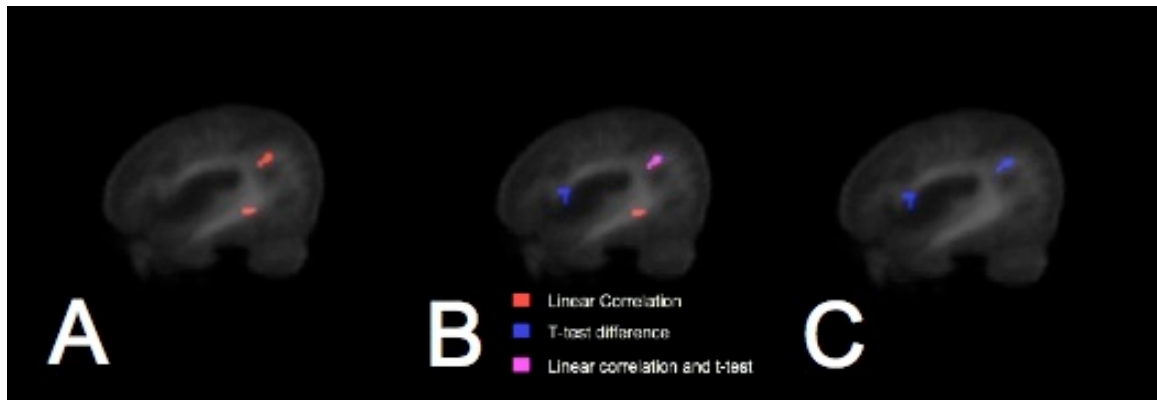 A
B
Linear Correlation
T-test difference
Linear correlation and t-test
C